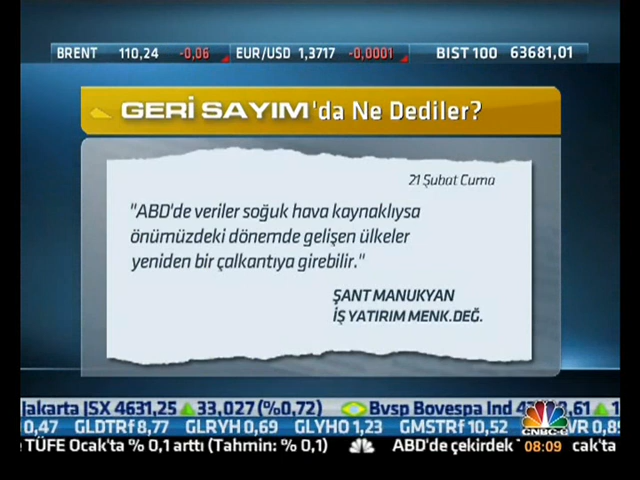 BRENT 110,24 -0,06 EUR/USD 1,3717 -0,0001 BIST 100 63681,01
GERİ SAYIM'da Ne Dediler?
21 Şubat Cuma
"ABD'de veriler soğuk hava kaynaklıysa
önümüzdeki dönemde gelişen ülkeler
yeniden bir çalkantıya girebilir."
ŞANT MANUKYAN
İŞ YATIRIM MENK.DEĞ.
Jakarta JSX 4631,25 33,027 (%0,72) Bvsp Bovespa Ind
0,47 GLDTRf 8,77 GLRYH 0,69 GLYHO 1,23 GMSTRf 10,52
TÜFE Ocak'ta % 0,1 arttı (Tahmin: % 0,1) ABD'de çekirdek
CNBC-e
08:09